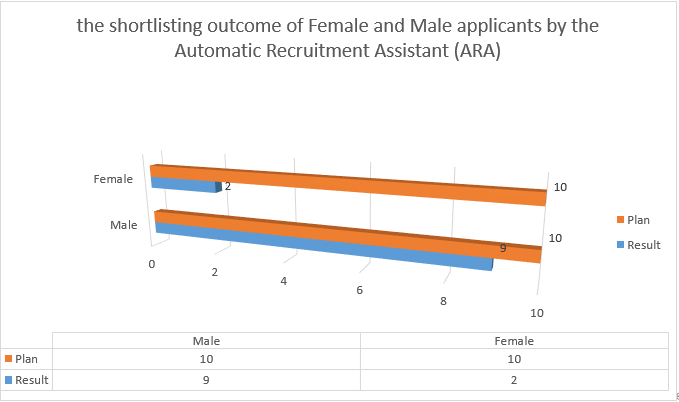 the shortlisting outcome of Female and Male applicants by the
Automatic Recruitment Assistant (ARA)
Female
2
10
Male
9
10
0
2
4
6
8
10
Plan
Result
Male Female
Plan 10 10
Result 9 2